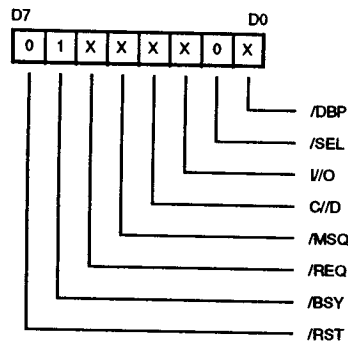 D7 D0
0 1 X X X X 0 X
/DBP
/SEL
I//O
C//D
/MSQ
/REQ
/BSY
/RST